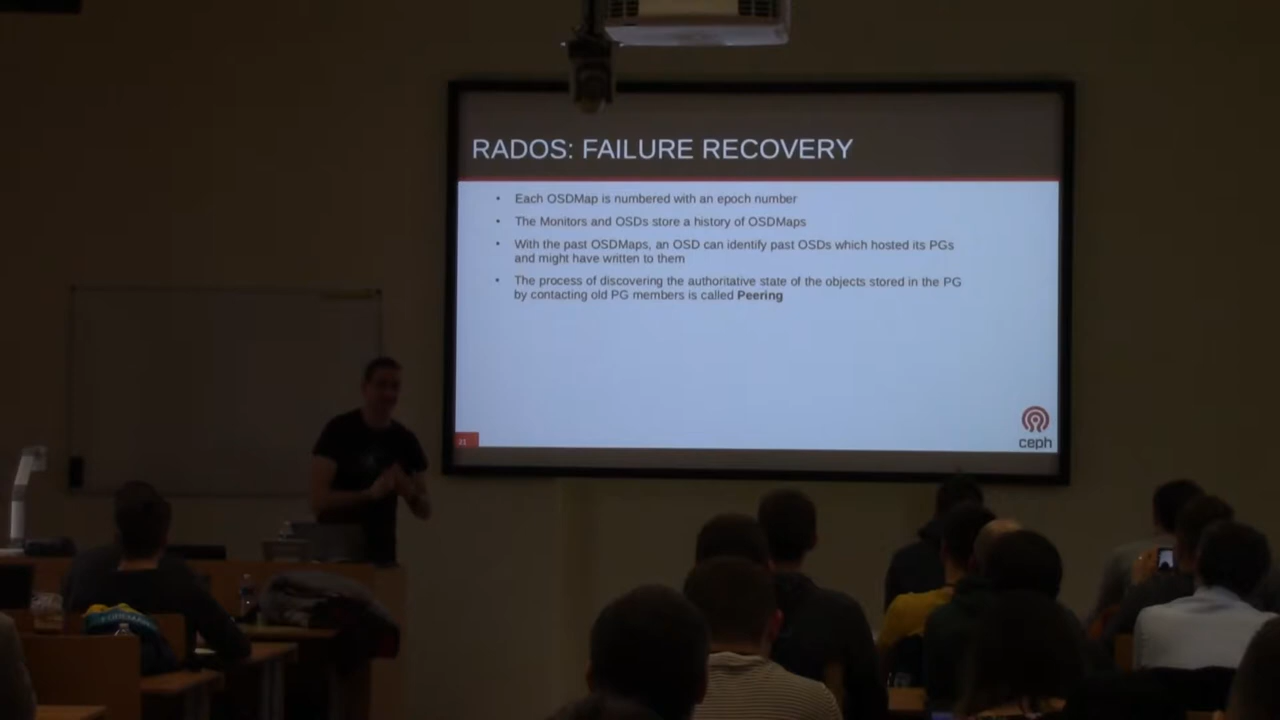 RADOS: FAILURE RECOVERY
• Each OSDMap is numbered with an epoch number
• The Monitors and OSDs store a history of OSDMaps
• With the past OSDMaps, an OSD can identify past OSDs which hosted its PGs
and might have written to them
• The process of discovering the authoritative state of the objects stored in the PG
by contacting old PG members is called Peering
ceph